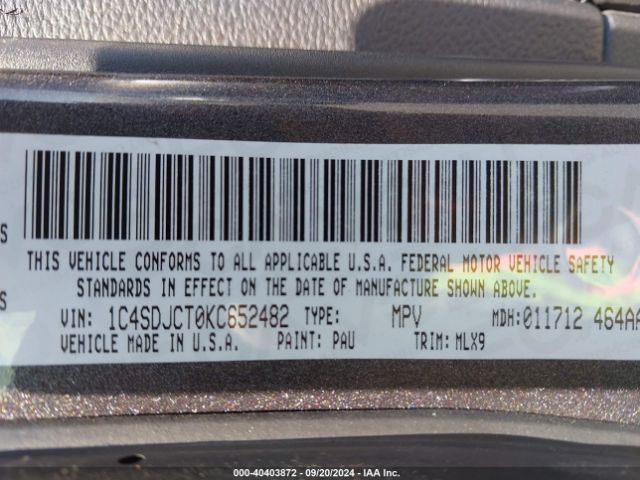 S
THIS VEHICLE CONFORMS TO ALL APPLICABLE U.S.A. FEDERAL MOTOR VEHICLE SAFETY
STANDARDS IN EFFECT ON THE DATE OF MANUFACTURE SHOWN ABOVE.
S
VIN: 1C4SDJCT0KC652482 TYPE: MPV MDH:011712 464AA
VEHICLE MADE IN U.S.A. PAINT: PAU TRIM: MLX9
000-40403872 - 09/20/2024 - IAA Inc.